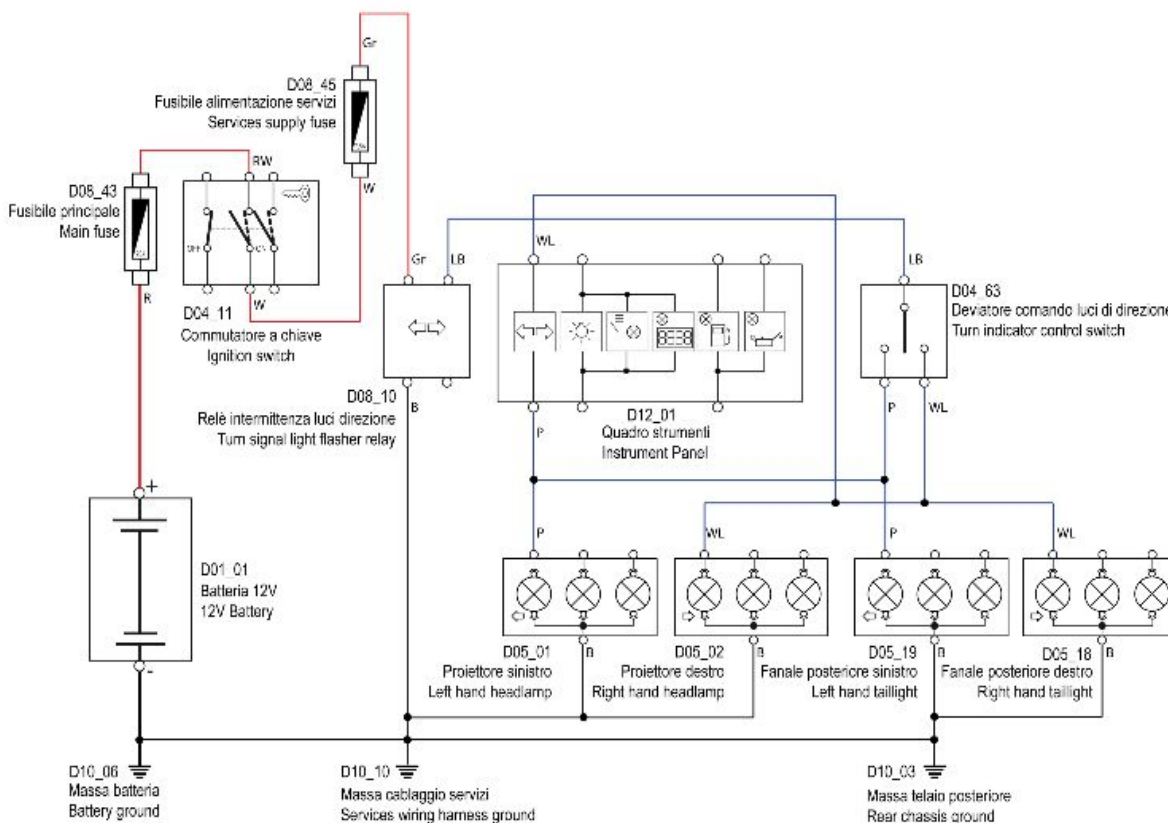 Gr
D08_45
Fusibile alimentazione servizi
Services supply fuse
W
RW
D08_43
Fusibile principale
Main fuse
R
OFF
ON
W
D04_11
Commutatore a chiave
Ignition switch
Gr
LB
D08_10
B
Relè intermittenza luci direzione
Turn signal light flasher relay
WL
D12_01
Quadro strumenti
Instrument Panel
P
LB
D04_63
Deviatore comando luci di direzione
Turn indicator control switch
P
WL
+
D01_01
Batteria 12V
12V Battery
-
P
WL
P
WL
D05_01
B
Proiettore sinistro
Left hand headlamp
D05_02
B
Proiettore destro
Right hand headlamp
D05_19
B
Fanale posteriore sinistro
Left hand taillight
D05_18
B
Fanale posteriore destro
Right hand taillight
D10_06
Massa batteria
Battery ground
D10_10
Massa cablaggio servizi
Services wiring harness ground
D10_03
Massa telaio posteriore
Rear chassis ground